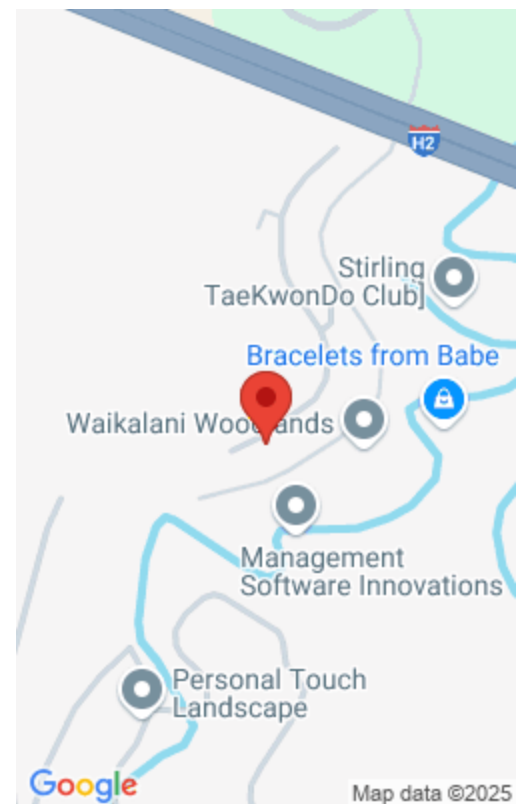 H2
Stirling
TaeKwonDo Club]
Bracelets from Babe
Waikalani Woodlands
Management
Software Innovations
Personal Touch
Landscape
Google
Map data ©2025